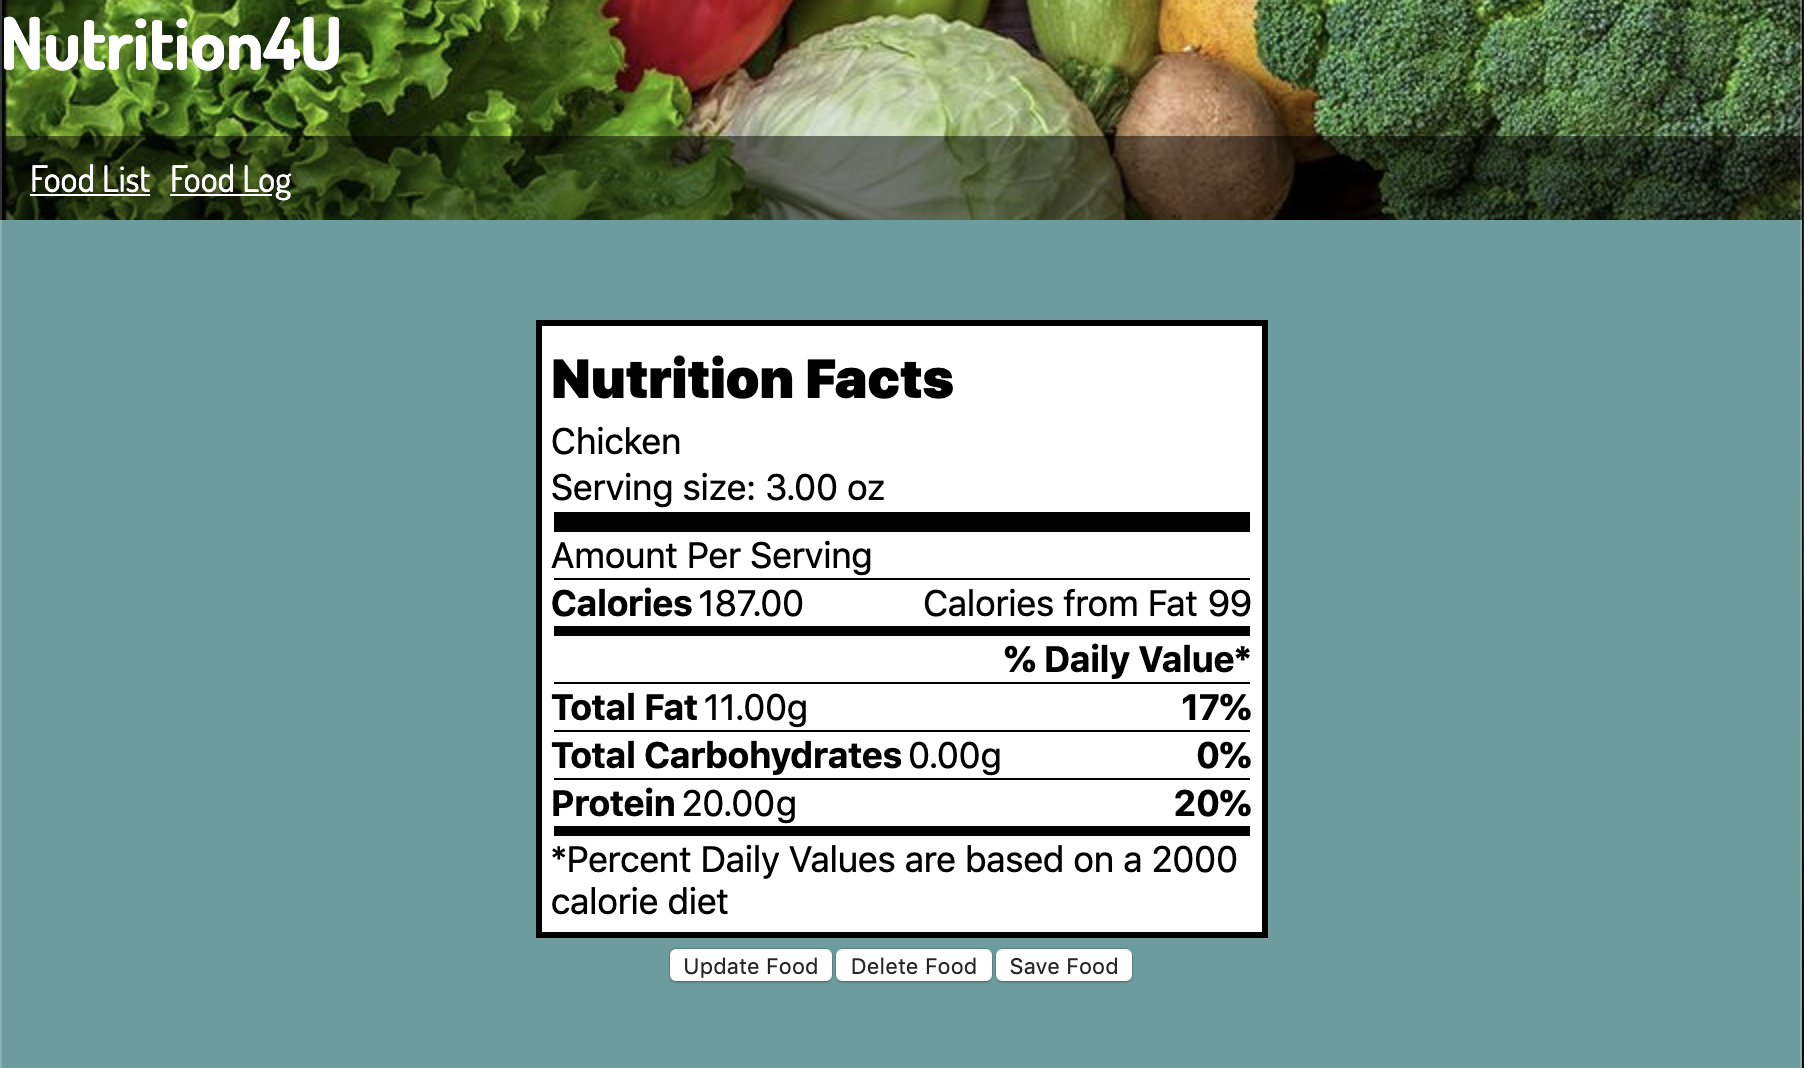 Nutrition4U
Food List Food Log
Nutrition Facts
Chicken
Serving size: 3.00 oz
Amount Per Serving
Calories 187.00 Calories from Fat 99
% Daily Value*
Total Fat 11.00g 17%
Total Carbohydrates 0.00g 0%
Protein 20.00g 20%
*Percent Daily Values are based on a 2000
calorie diet
Update Food Delete Food Save Food